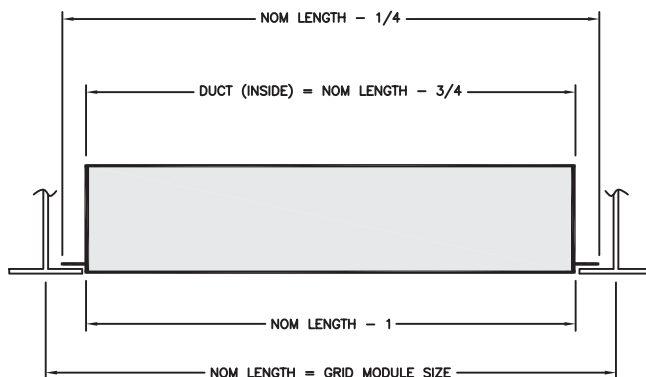 NOM LENGTH - 1/4
DUCT (INSIDE) = NOM LENGTH - 3/4
NOM LENGTH - 1
NOM LENGTH = GRID MODULE SIZE